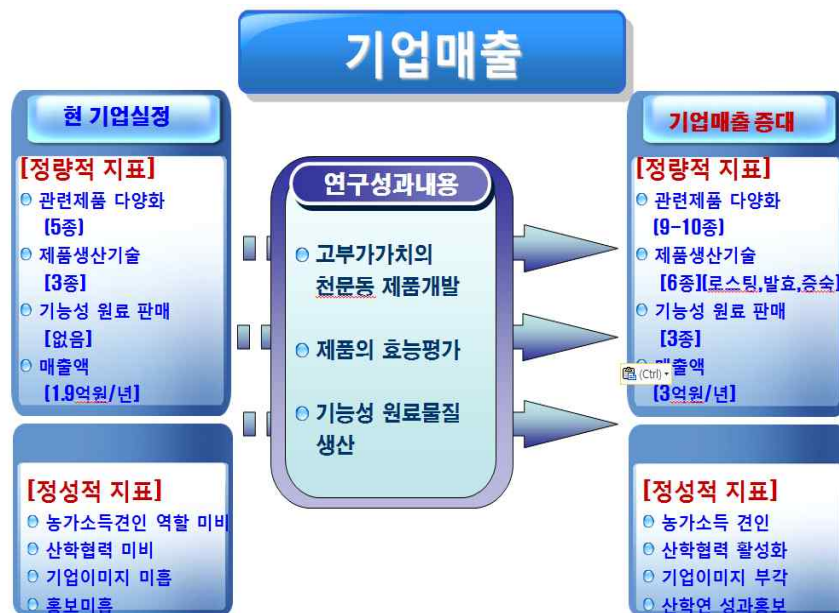 기업매출
현 기업실정
[정량적 지표]
관련제품 다양화
[5종]
제품생산기술
[3종]
기능성 원료 판매
[없음]
매출액
[1.9억원/년]
[정성적 지표]
농가소득견인 역할 미비
산학협력 미비
기업이미지 미흡
홍보미흡
연구성과내용
고부가가치의
천문동 제품개발
제품의 효능평가
기능성 원료물질
생산
기업매출 증대
[정량적 지표]
관련제품 다양화
(9-10종)
제품생산기술
[6종](로스팅,발효,증숙]
기능성 원료 판매
[3종]
매출액
(Ctrl)
[3억원/년]
[정성적 지표]
농가소득 견인
산학협력 활성화
기업이미지 부각
산학연 성과홍보